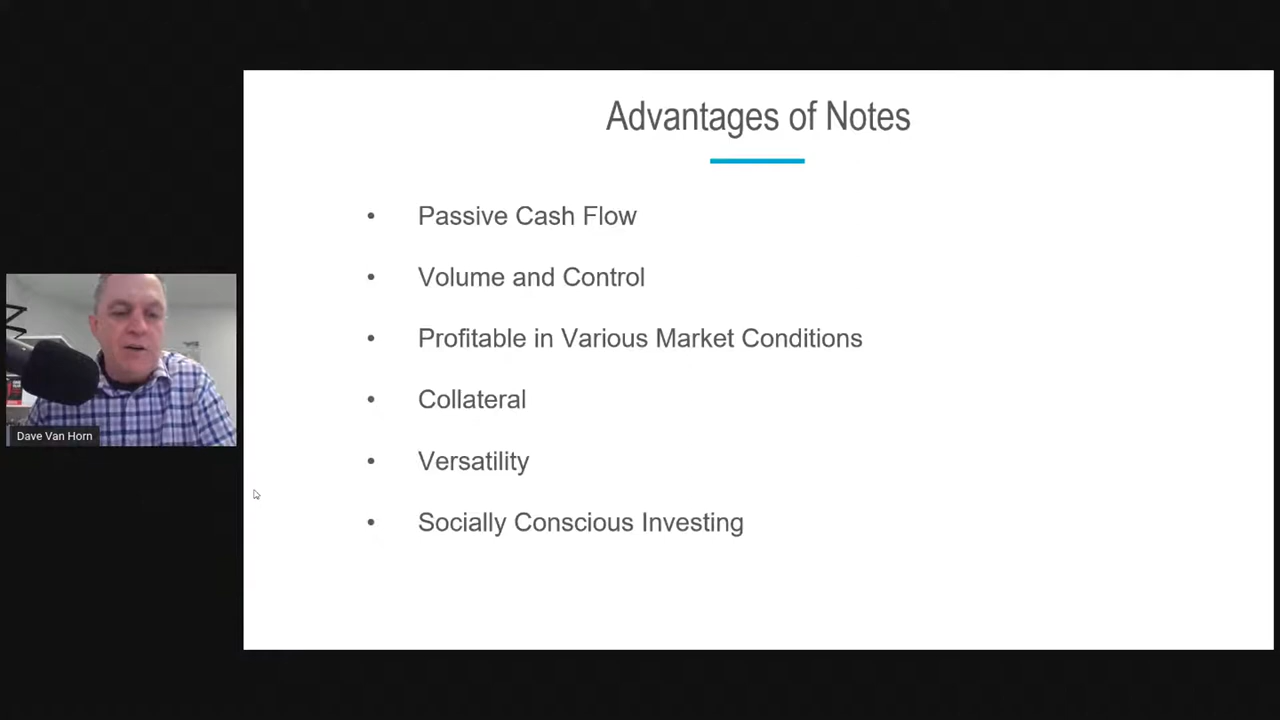 Advantages of Notes
• Passive Cash Flow
• Volume and Control
• Profitable in Various Market Conditions
• Collateral
• Versatility
• Socially Conscious Investing
Dave Van Horn